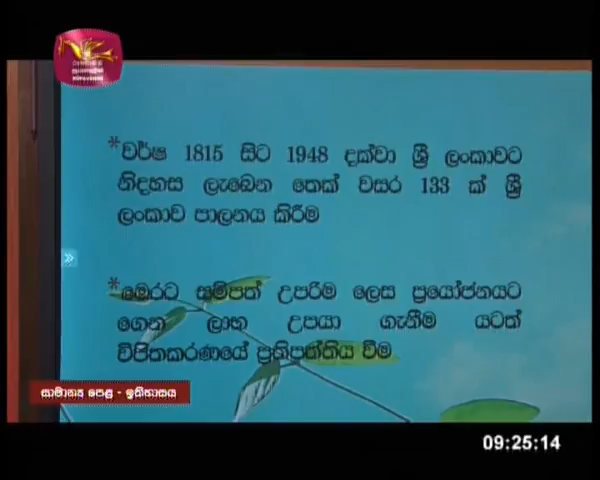 *වර්ෂ 1815 සිට 1948 දක්වා ශ්‍රී ලංකාවට
නිදහස ලැබෙන තෙක් වසර 133 ක් ශ්‍රී
ලංකාව පාලනය කිරීම
*මෙරට සම්පත් උපරිම ලෙස ප්‍රයෝජනයට
ගෙන ලාභ උපයා ගැනීම යටත්
විජිතකරණයේ ප්‍රතිපත්තිය විම
සාමාන්‍ය පෙළ - ඉතිහාසය
09:25:14